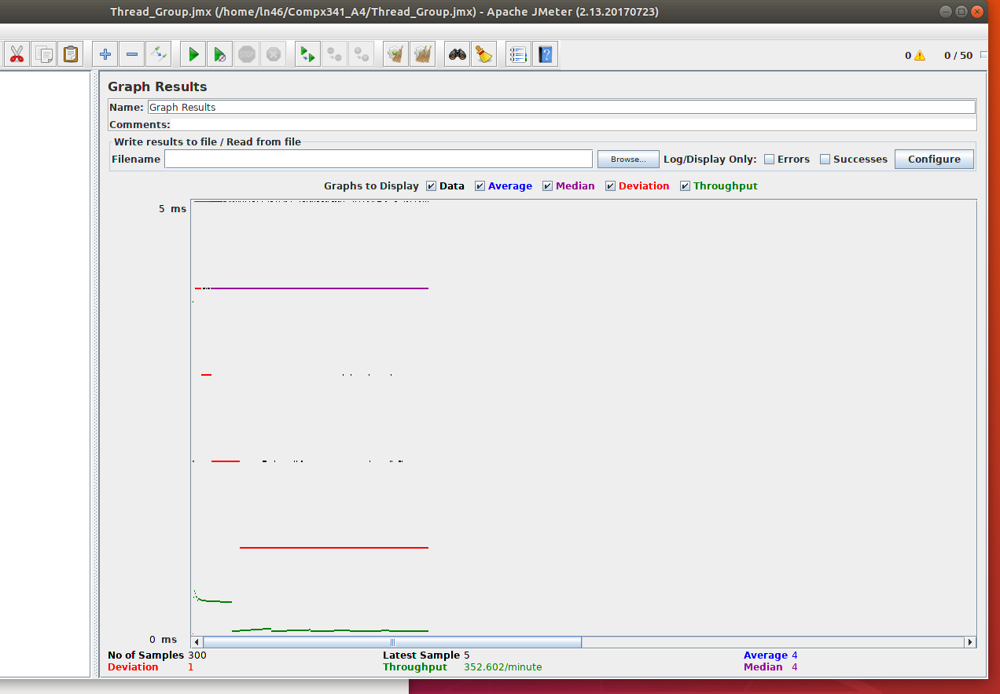 Thread_Group.jmx (/home/ln46/Compx341_A4/Thread_Group.jmx) - Apache JMeter (2.13.20170723)
STOP
0 0 / 50
Graph Results
Name: Graph Results
Comments:
Write results to file / Read from file
Filename Browse... Log/Display Only: Errors Successes Configure
Graphs to Display Data Average Median Deviation Throughput
5 ms
0 ms
No of Samples 300 Latest Sample 5 Average 4
Deviation 1 Throughput 352.602/minute Median 4